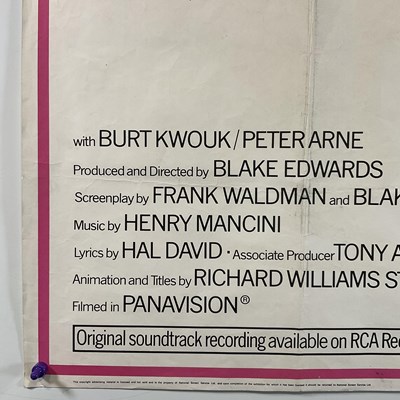 with BURT KWOUK/PETER ARNE
Produced and Directed by BLAKE EDWARDS
Screenplay by FRANK WALDMAN and BLAK
Music by HENRY MANCINI
Lyrics by HAL DAVID · Associate Producer TONY A
Animation and Titles by RICHARD WILLIAMS ST
Filmed in PANAVISION®
Original soundtrack recording available on RCA Rec